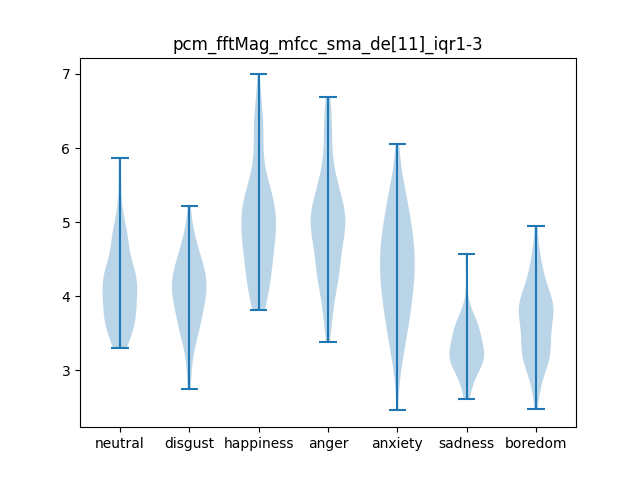 pcm_fftMag_mfcc_sma_de[11]_iqr1-3
7
6
5
4
3
neutral disgust happiness anger anxiety sadness boredom